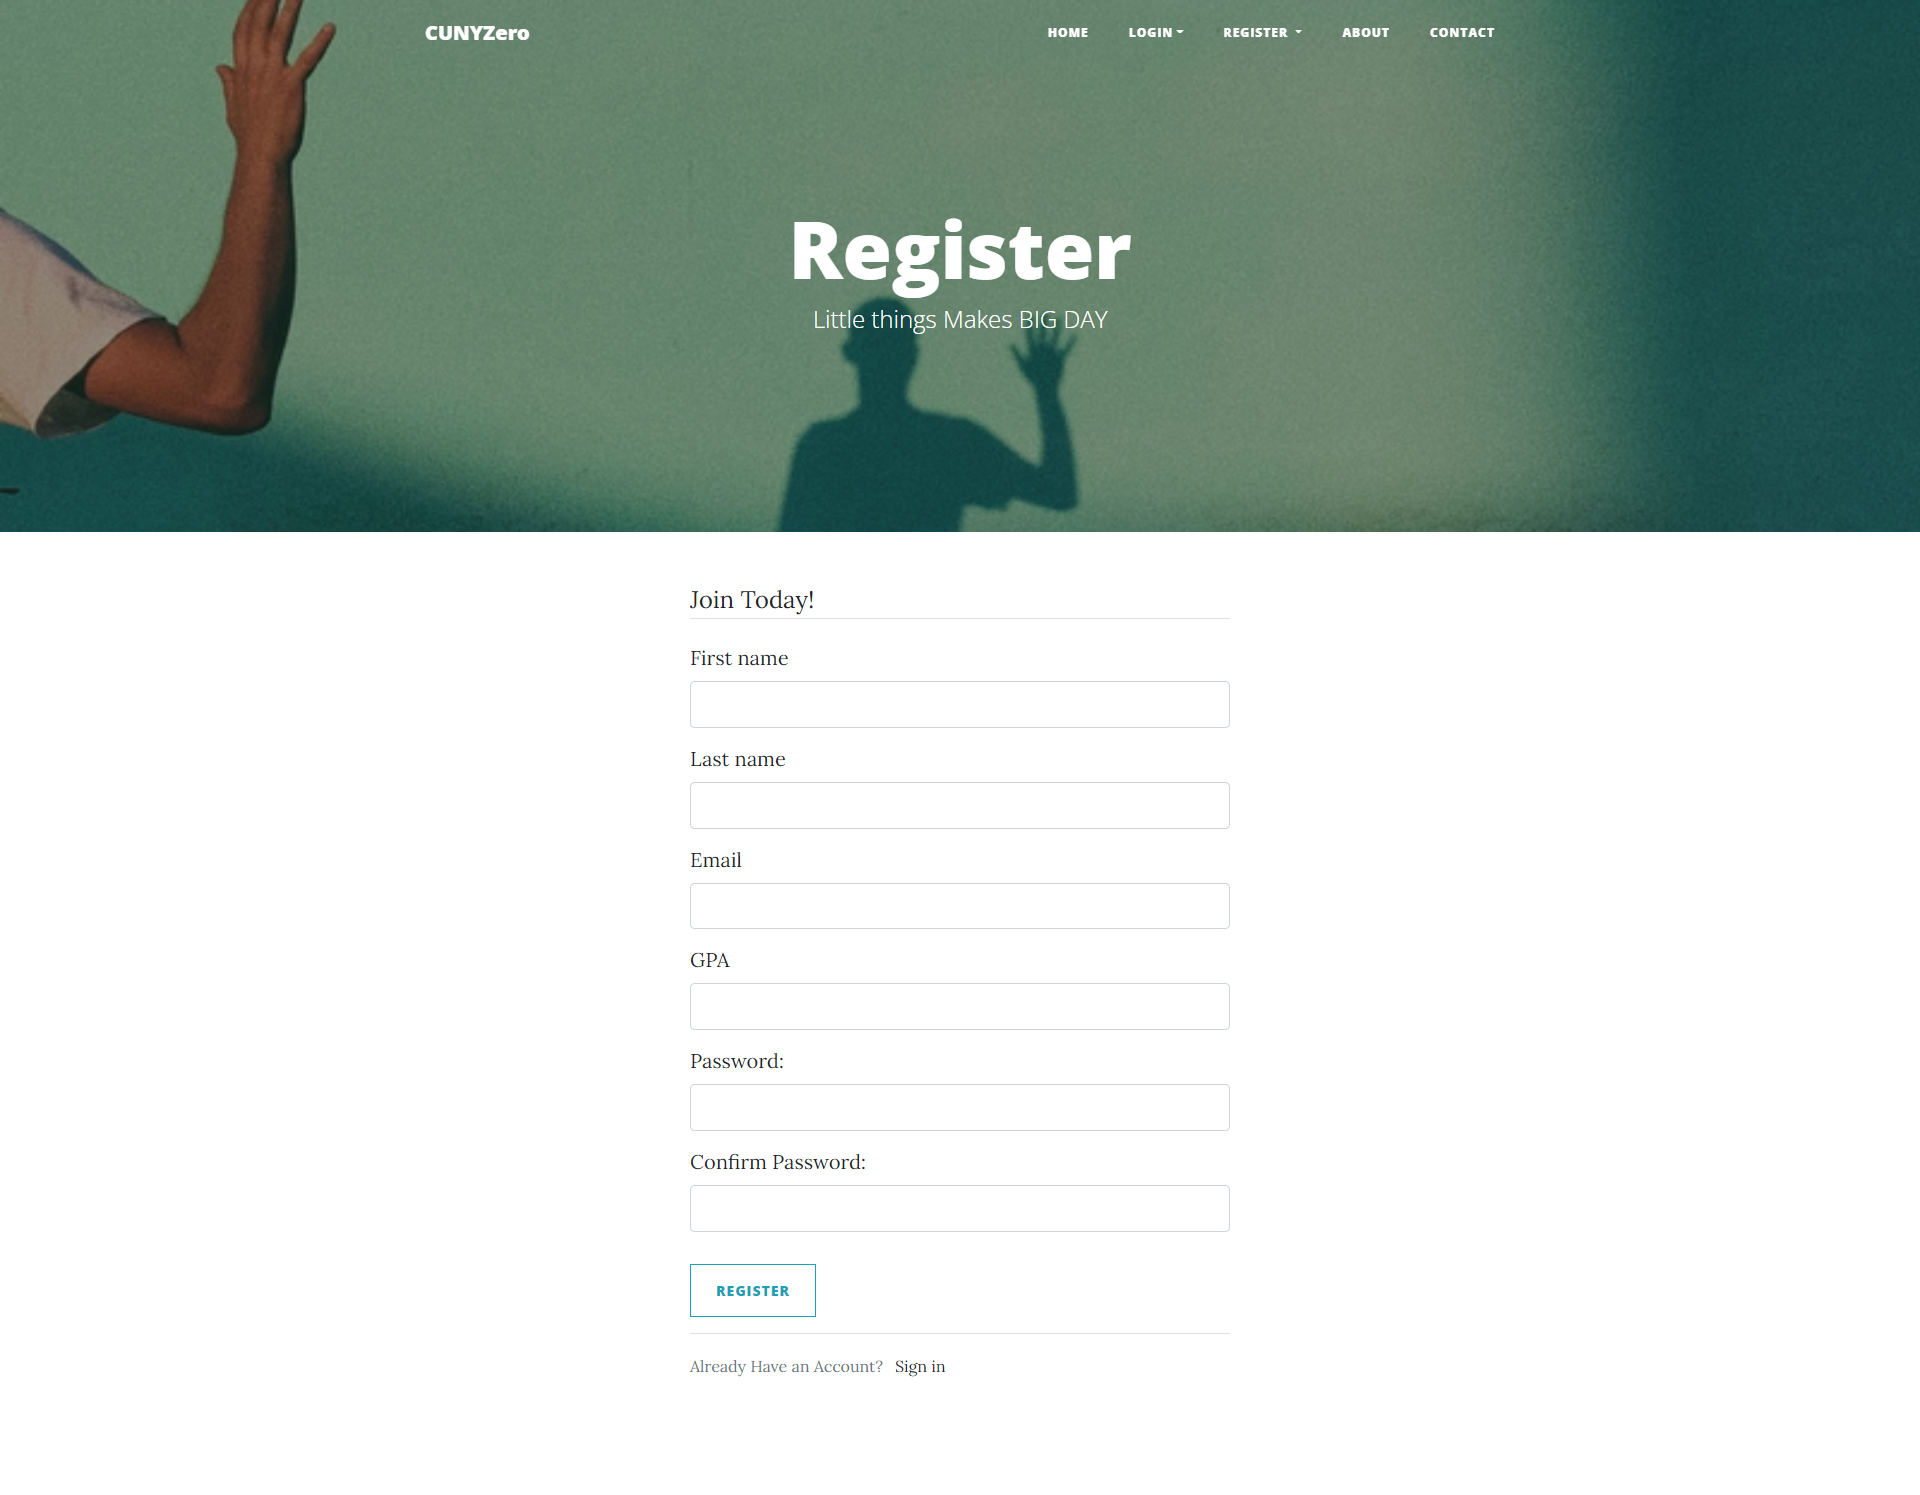 CUNYZero
HOME LOGIN REGISTER ABOUT CONTACT
Register
Little things Makes BIG DAY
Join Today!
First name
Last name
Email
GPA
Password:
Confirm Password:
REGISTER
Already Have an Account? Sign in